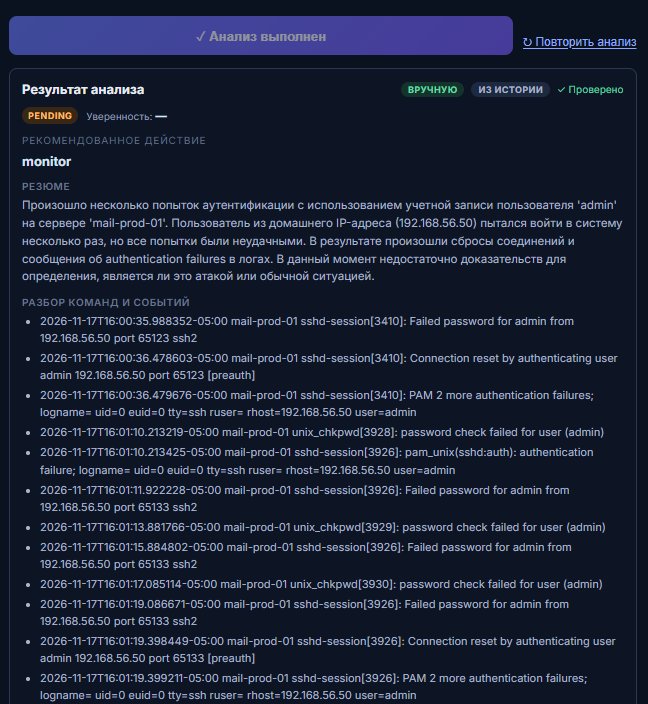 ✓ Анализ выполнен
↻ Повторить анализ
Результат анализа
ВРУЧНУЮ
ИЗ ИСТОРИИ
✓ Проверено
PENDING
Уверенность: —
РЕКОМЕНДОВАННОЕ ДЕЙСТВИЕ
monitor
РЕЗЮМЕ
Произошло несколько попыток аутентификации с использованием учетной записи пользователя 'admin'
на сервере 'mail-prod-01'. Пользователь из домашнего IP-адреса (192.168.56.50) пытался войти в систему
несколько раз, но все попытки были неудачными. В результате произошли сбросы соединений и
сообщения об authentication failures в логах. В данный момент недостаточно доказательств для
определения, является ли это атакой или обычной ситуацией.
РАЗБОР КОМАНД И СОБЫТИЙ
• 2026-11-17T16:00:35.988352-05:00 mail-prod-01 sshd-session[3410]: Failed password for admin from
192.168.56.50 port 65123 ssh2
• 2026-11-17T16:00:36.478603-05:00 mail-prod-01 sshd-session[3410]: Connection reset by authenticating user
admin 192.168.56.50 port 65123 [preauth]
• 2026-11-17T16:00:36.479676-05:00 mail-prod-01 sshd-session[3410]: PAM 2 more authentication failures;
logname= uid=0 euid=0 tty=ssh ruser= rhost=192.168.56.50 user=admin
• 2026-11-17T16:01:10.213219-05:00 mail-prod-01 unix_chkpwd[3928]: password check failed for user (admin)
• 2026-11-17T16:01:10.213425-05:00 mail-prod-01 sshd-session[3926]: pam_unix(sshd:auth): authentication
failure; logname= uid=0 euid=0 tty=ssh ruser= rhost=192.168.56.50 user=admin
• 2026-11-17T16:01:11.922228-05:00 mail-prod-01 sshd-session[3926]: Failed password for admin from
192.168.56.50 port 65133 ssh2
• 2026-11-17T16:01:13.881766-05:00 mail-prod-01 unix_chkpwd[3929]: password check failed for user (admin)
• 2026-11-17T16:01:15.884802-05:00 mail-prod-01 sshd-session[3926]: Failed password for admin from
192.168.56.50 port 65133 ssh2
• 2026-11-17T16:01:17.085114-05:00 mail-prod-01 unix_chkpwd[3930]: password check failed for user (admin)
• 2026-11-17T16:01:19.086671-05:00 mail-prod-01 sshd-session[3926]: Failed password for admin from
192.168.56.50 port 65133 ssh2
• 2026-11-17T16:01:19.398449-05:00 mail-prod-01 sshd-session[3926]: Connection reset by authenticating user
admin 192.168.56.50 port 65133 [preauth]
• 2026-11-17T16:01:19.399211-05:00 mail-prod-01 sshd-session[3926]: PAM 2 more authentication failures;
logname= uid=0 euid=0 tty=ssh ruser= rhost=192.168.56.50 user=admin